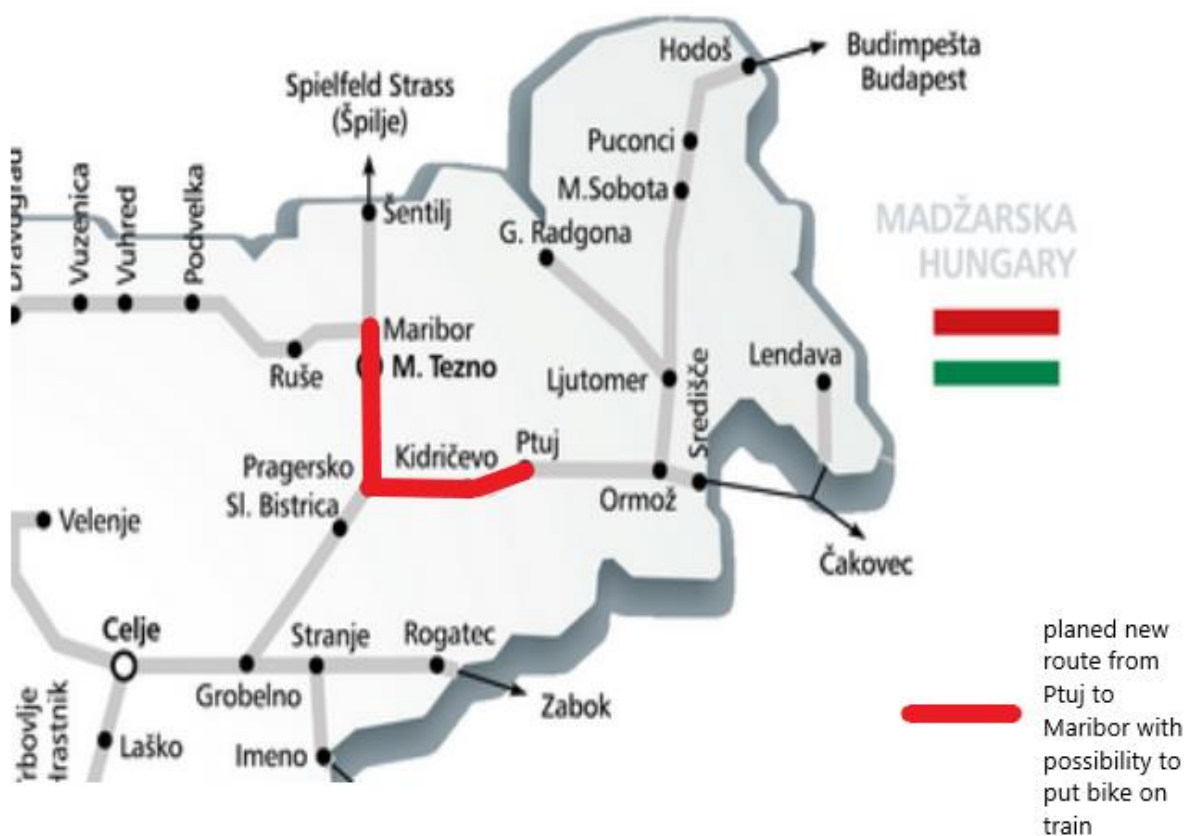 Hodoš
Budimpešta
Budapest
Spielfeld Strass
(Špilje)
Puconci
M.Sobota
MADŽARSKA
HUNGARY
Šentilj
G. Radgona
Vuzenica
Vuhred
Podvelka
Maribor
M. Tezno
Ruše
Ljutomer
Središče
Lendava
Ptuj
Kidričevo
Pragersko
Sl. Bistrica
Ormož
Velenje
Čakovec
Celje
Stranje
Rogatec
Grobelno
Zabok
Laško
Imeno
planed new
route from
Ptuj to
Maribor with
possibility to
put bike on
train